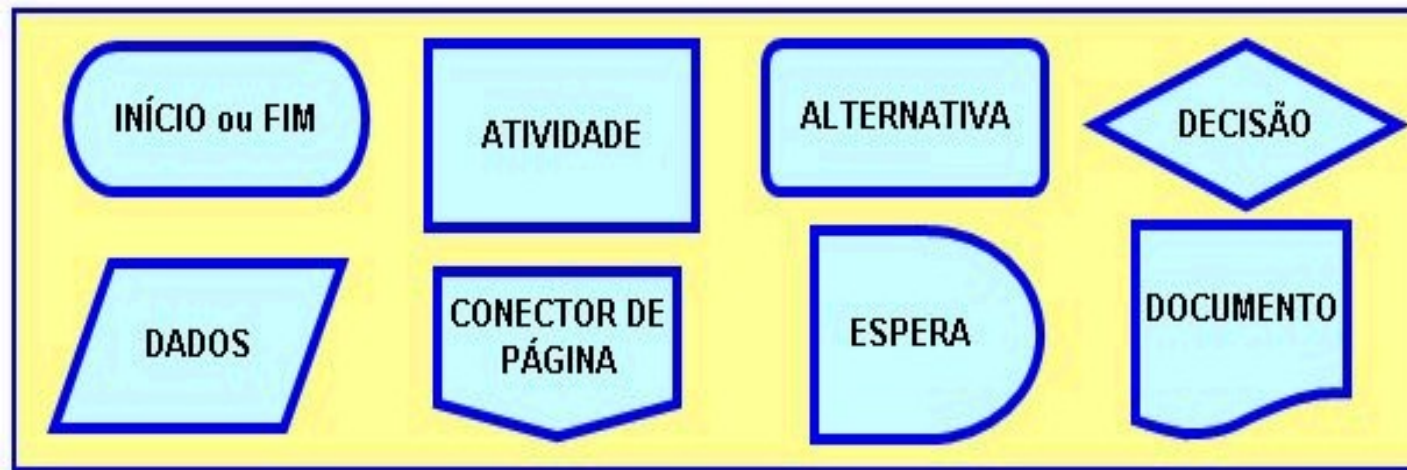 INÍCIO ou FIM
ATIVIDADE
ALTERNATIVA
DECISÃO
DADOS
CONECTOR DE
PÁGINA
ESPERA
DOCUMENTO